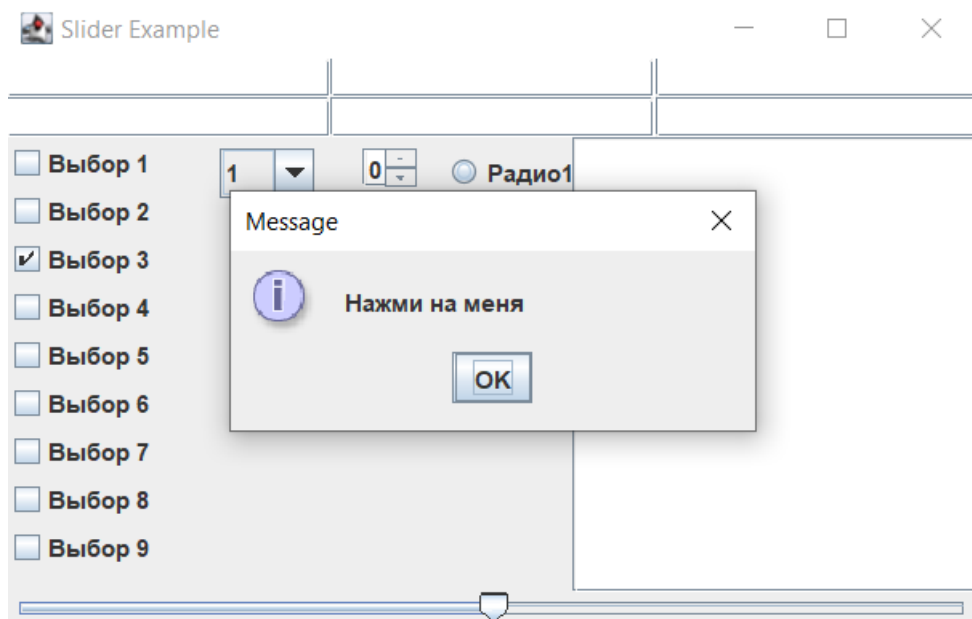 Slider Example
Выбор 1
1
0
Радио1
Выбор 2
Message
Выбор 3
Нажми на меня
Выбор 4
Выбор 5
OK
Выбор 6
Выбор 7
Выбор 8
Выбор 9